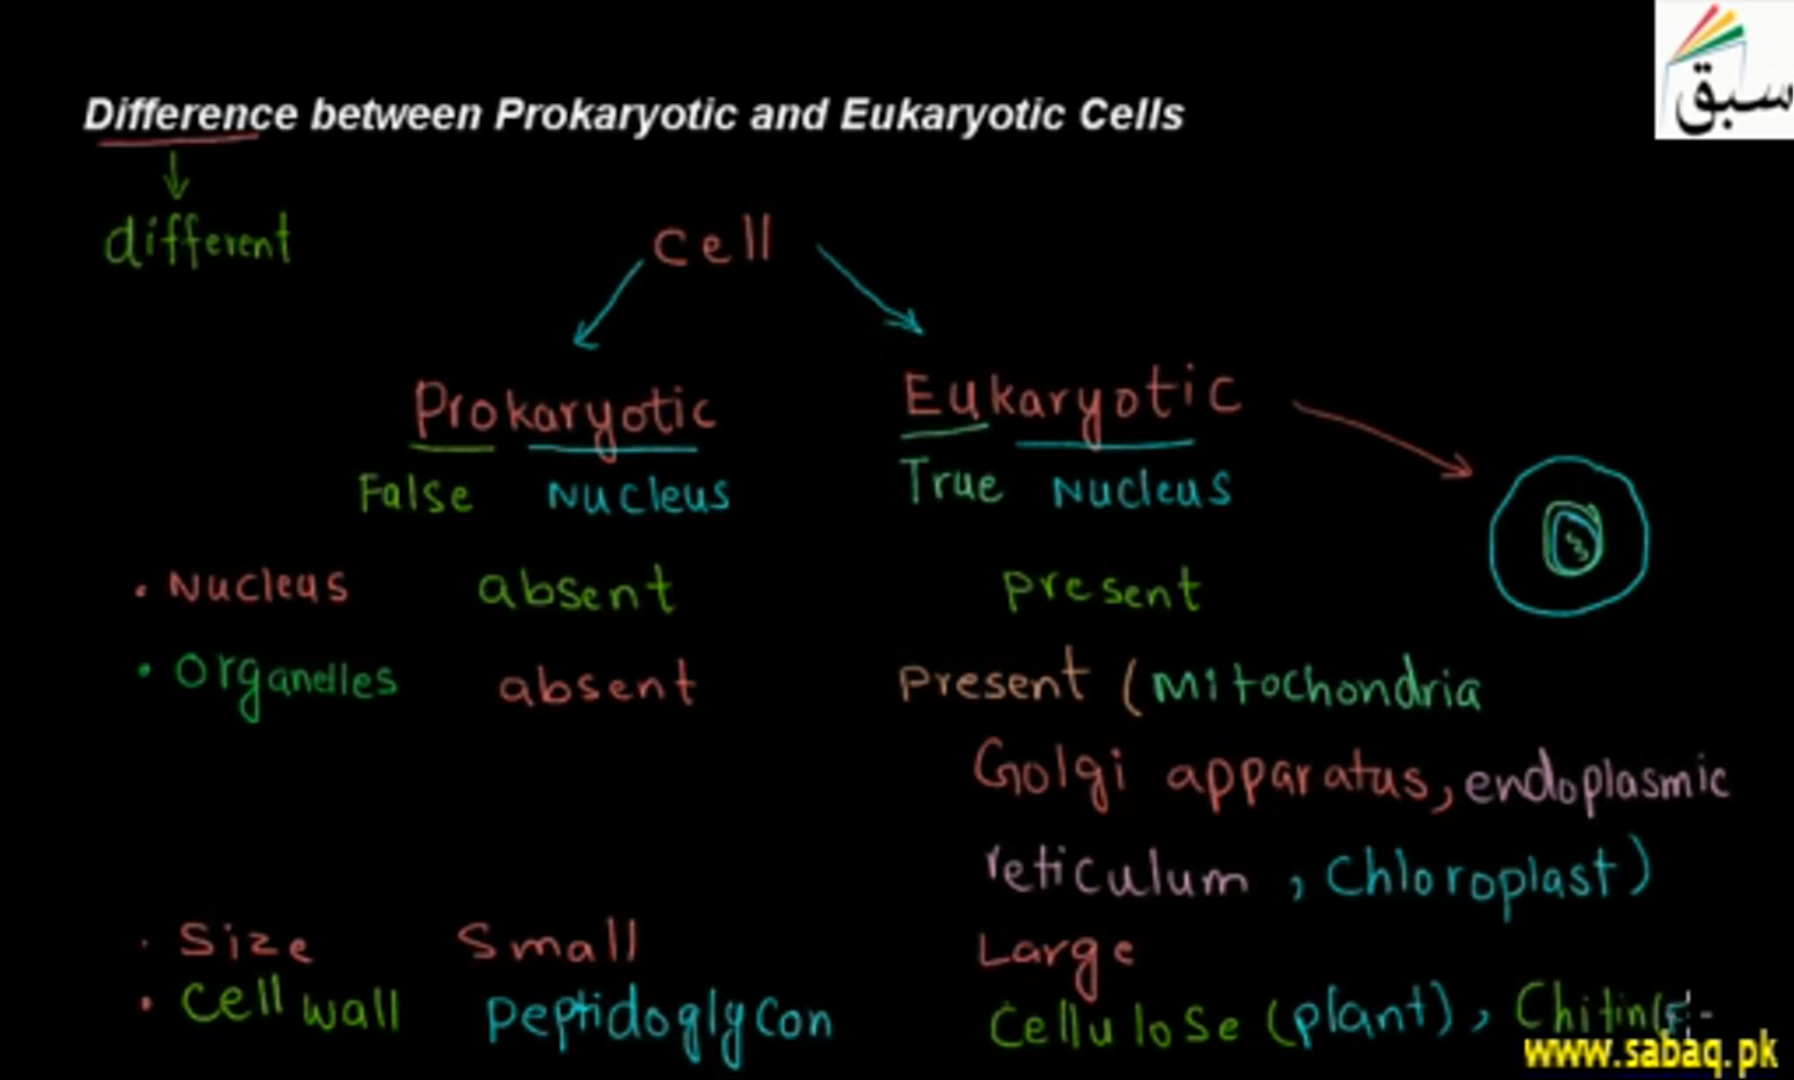 سبق
Difference between Prokaryotic and Eukaryotic Cells
different
cell
Prokaryotic Eukaryotic
False Nucleus True Nucleus
• Nucleus absent present
• Organelles absent Present (Mitochondria
Golgi apparatus, endoplasmic
reticulum, Chloroplast)
• Size Small Large
• Cell wall peptidoglycon Cellulose (plant), Chitin(
www.sabaq.pk